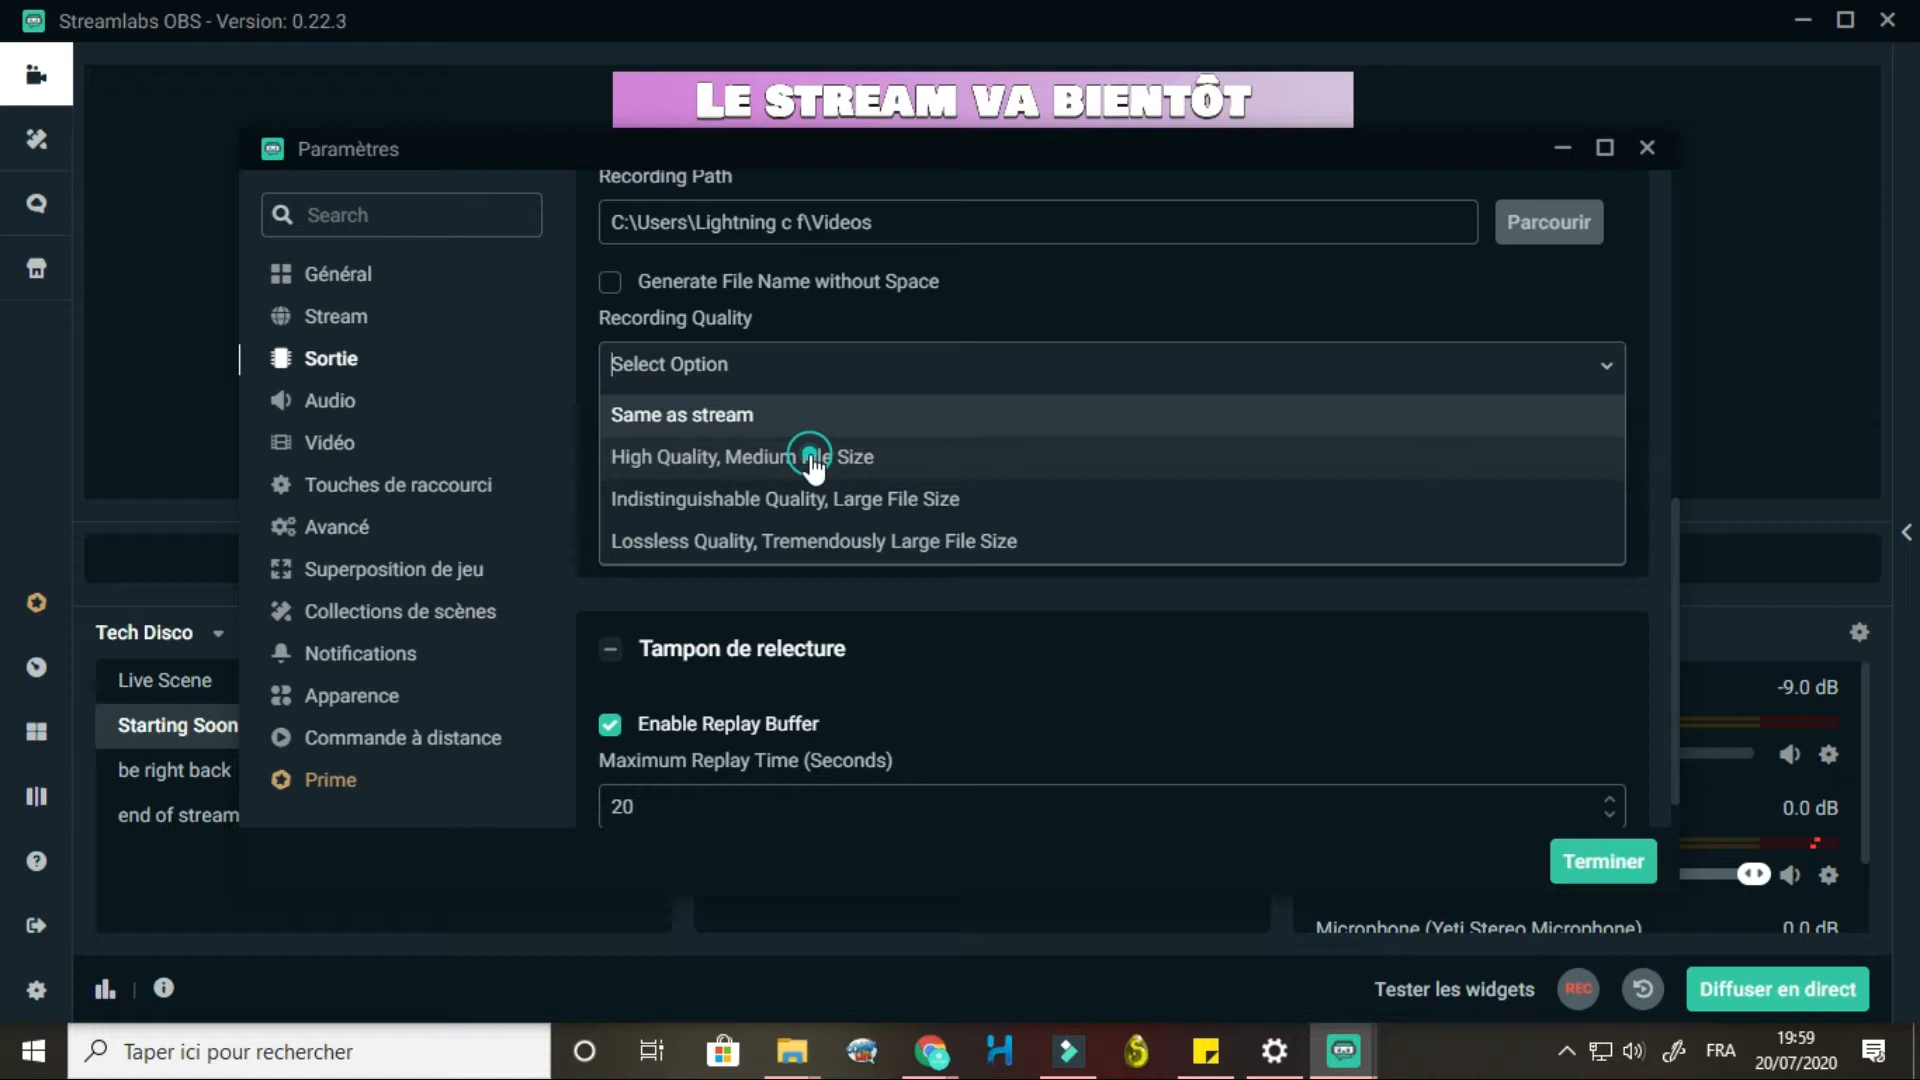 Streamlabs OBS - Version: 0.22.3
LE STREAM VA BIENTÔT
Paramètres
Search
Général
Stream
Sortie
Audio
Vidéo
Touches de raccourci
Avancé
Superposition de jeu
Collections de scènes
Notifications
Apparence
Commande à distance
Prime
Recording Path
C:\Users\Lightning c f\Videos
Parcourir
Generate File Name without Space
Recording Quality
Select Option
Same as stream
High Quality, Medium File Size
Indistinguishable Quality, Large File Size
Lossless Quality, Tremendously Large File Size
Tampon de relecture
Enable Replay Buffer
Maximum Replay Time (Seconds)
20
Terminer
Tech Disco
Live Scene
Starting Soon
be right back
end of stream
-9.0 dB
0.0 dB
Microphone (Yeti Stereo Microphone)
0.0 dB
Tester les widgets
REC
Diffuser en direct
Taper ici pour rechercher
FRA
19:59
20/07/2020